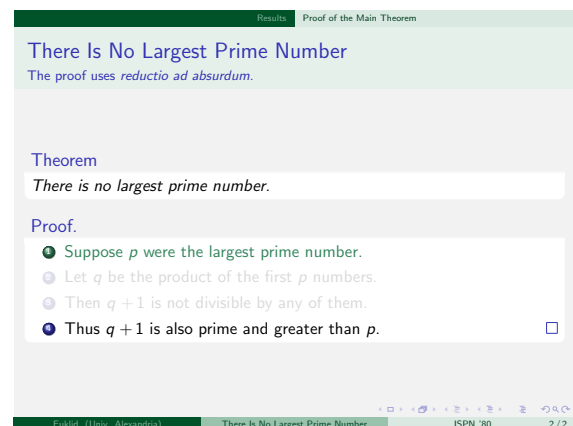 Results Proof of the Main Theorem
There Is No Largest Prime Number
The proof uses reductio ad absurdum.
Theorem
There is no largest prime number.
Proof.
1 Suppose p were the largest prime number.
2 Let q be the product of the first p numbers.
3 Then q + 1 is not divisible by any of them.
4 Thus q + 1 is also prime and greater than p. □
Euklid (Univ. Alexandria) There Is No Largest Prime Number ISPN '80 2 / 2